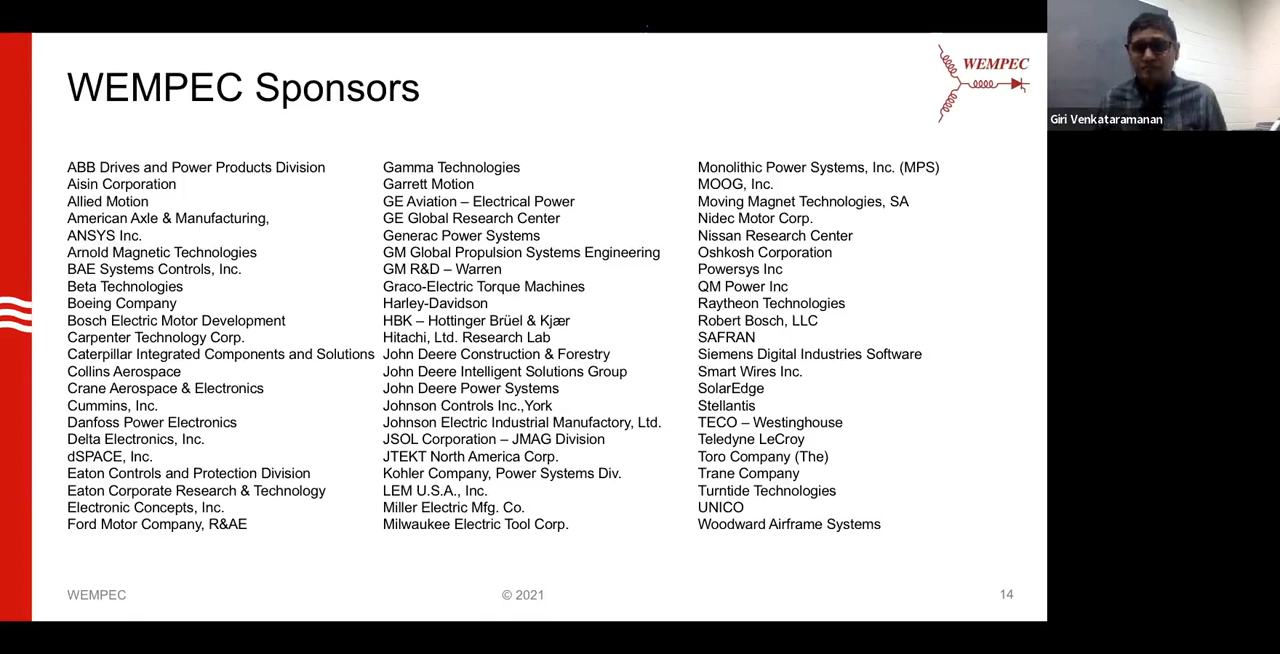 WEMPEC Sponsors
WEMPEC
Giri Venkataramanan
ABB Drives and Power Products Division
Aisin Corporation
Allied Motion
American Axle & Manufacturing,
ANSYS Inc.
Arnold Magnetic Technologies
BAE Systems Controls, Inc.
Beta Technologies
Boeing Company
Bosch Electric Motor Development
Carpenter Technology Corp.
Caterpillar Integrated Components and Solutions
Collins Aerospace
Crane Aerospace & Electronics
Cummins, Inc.
Danfoss Power Electronics
Delta Electronics, Inc.
dSPACE, Inc.
Eaton Controls and Protection Division
Eaton Corporate Research & Technology
Electronic Concepts, Inc.
Ford Motor Company, R&AE
Gamma Technologies
Garrett Motion
GE Aviation – Electrical Power
GE Global Research Center
Generac Power Systems
GM Global Propulsion Systems Engineering
GM R&D – Warren
Graco-Electric Torque Machines
Harley-Davidson
HBK – Hottinger Brüel & Kjær
Hitachi, Ltd. Research Lab
John Deere Construction & Forestry
John Deere Intelligent Solutions Group
John Deere Power Systems
Johnson Controls Inc.,York
Johnson Electric Industrial Manufactory, Ltd.
JSOL Corporation – JMAG Division
JTEKT North America Corp.
Kohler Company, Power Systems Div.
LEM U.S.A., Inc.
Miller Electric Mfg. Co.
Milwaukee Electric Tool Corp.
Monolithic Power Systems, Inc. (MPS)
MOOG, Inc.
Moving Magnet Technologies, SA
Nidec Motor Corp.
Nissan Research Center
Oshkosh Corporation
Powersys Inc
QM Power Inc
Raytheon Technologies
Robert Bosch, LLC
SAFRAN
Siemens Digital Industries Software
Smart Wires Inc.
SolarEdge
Stellantis
TECO – Westinghouse
Teledyne LeCroy
Toro Company (The)
Trane Company
Turntide Technologies
UNICO
Woodward Airframe Systems
WEMPEC
© 2021
14